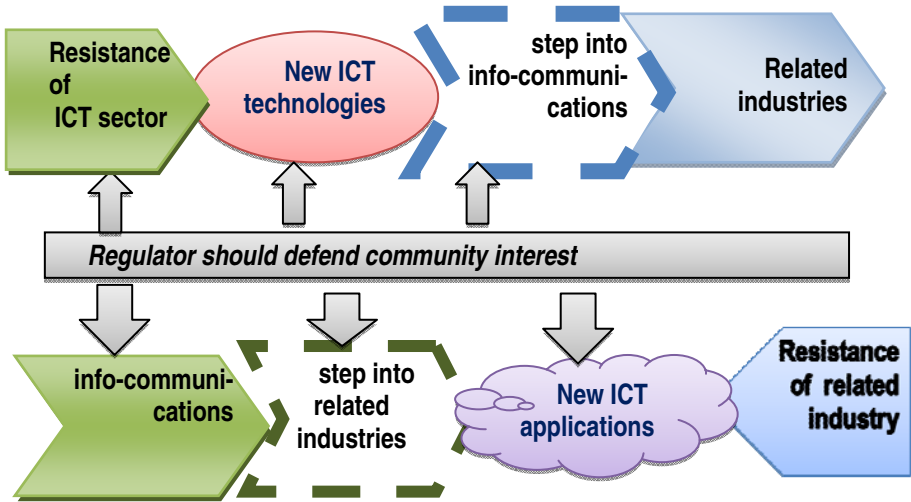 Resistance
of
ICT sector
New ICT
technologies
step into
info-communi-
cations
Related
industries
Regulator should defend community interest
info-communi-
cations
step into
related
industries
New ICT
applications
Resistance
of related
industry